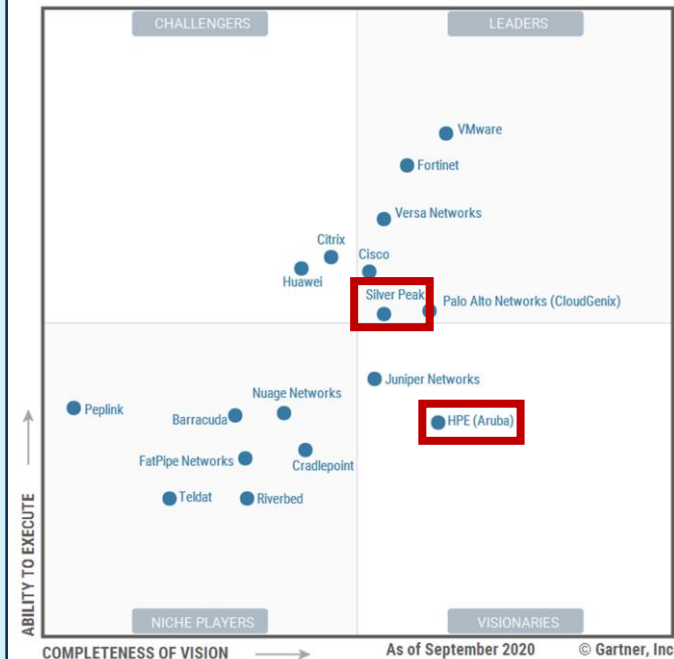 CHALLENGERS
LEADERS
VMware
Fortinet
Versa Networks
Citrix
Cisco
Huawei
Silver Peak
Palo Alto Networks (CloudGenix)
Juniper Networks
Nuage Networks
Peplink
Barracuda
HPE (Aruba)
FatPipe Networks
Cradlepoint
Teldat
Riverbed
ABILITY TO EXECUTE
NICHE PLAYERS
VISIONARIES
COMPLETENESS OF VISION
As of September 2020
© Gartner, Inc